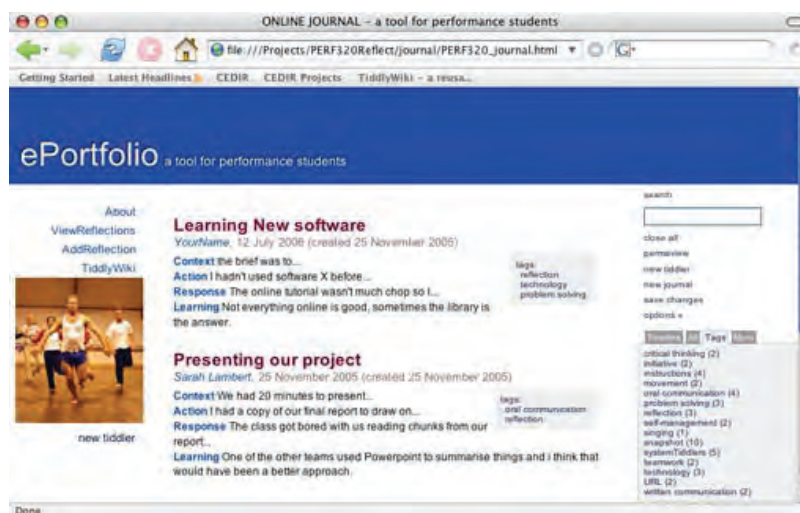 ONLINE JOURNAL – a tool for performance students
file:///Projects/PERF320Reflect/journal/PERF320_journal.html
Getting Started Latest Headlines CEDIR CEDIR Projects TiddlyWiki – a reusa...
ePortfolio a tool for performance students
About
ViewReflections
AddReflection
TiddlyWiki
new tiddler
Learning New software
YourName, 12 July 2006 (created 25 November 2005)
Context the brief was to...
Action I hadn't used software X before...
Response The online tutorial wasn't much chop so I...
Learning Not everything online is good, sometimes the library is
the answer.
tags:
reflection
technology
problem solving
Presenting our project
Sarah Lambert, 25 November 2005 (created 25 November 2005)
Context We had 20 minutes to present...
Action I had a copy of our final report to draw on...
Response The class got bored with us reading chunks from our
report...
Learning One of the other teams used Powerpoint to summarise things and i think that
would have been a better approach.
tags:
oral communication
reflection
search
close all
permaview
new tiddler
new journal
save changes
options »
Timeline All Tags More
critical thinking (2)
initiative (2)
instructions (4)
movement (2)
oral communication (4)
problem solving (3)
reflection (3)
self-management (2)
singing (1)
snapshot (10)
systemTiddlers (5)
teamwork (2)
technology (3)
URL (2)
written communication (2)
Done